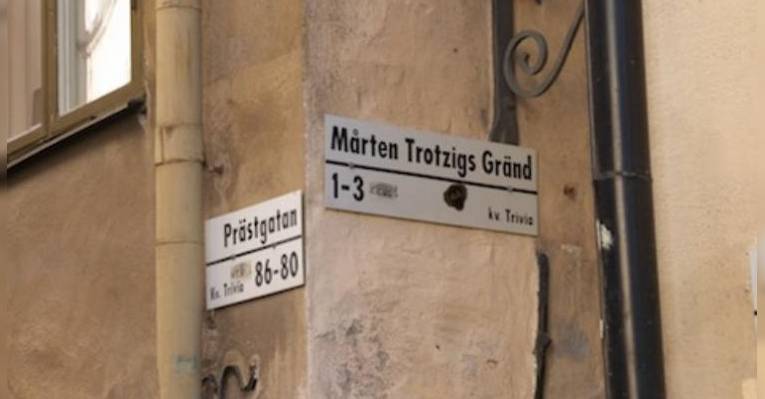 Mårten Trotzigs Gränd
1-3
kv. Trivia
Prästgatan
86-80
Kv. Trivia